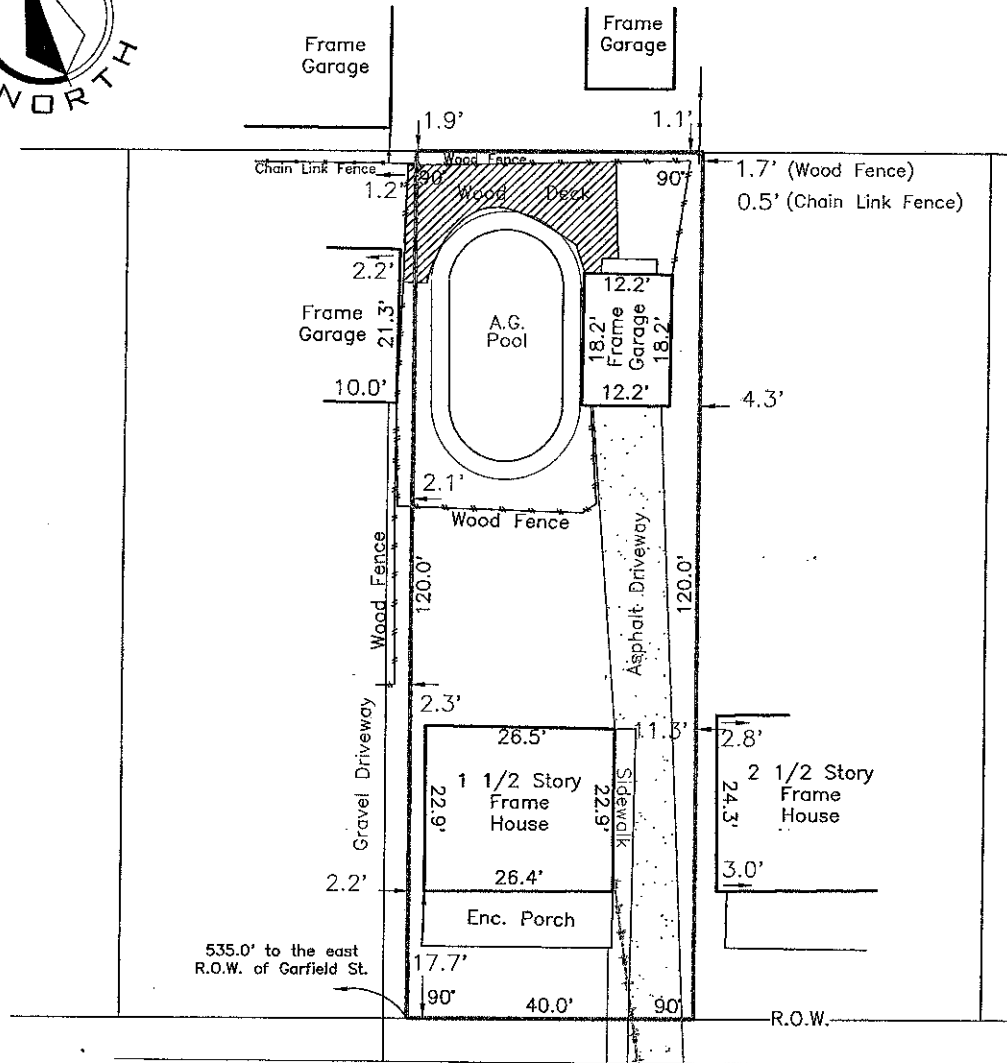 NORTH
Frame
Garage
Frame
Garage
1.9'
1.1'
Chain Link Fence
Wood Fence
1.7' (Wood Fence)
0.5' (Chain Link Fence)
1.2'
90°
Wood Deck
90°
2.2'
Frame
Garage
21.3'
10.0'
A.G.
Pool
12.2'
18.2'
Frame
Garage
18.2'
12.2'
4.3'
2.1'
Wood Fence
Wood Fence
120.0'
Asphalt Driveway
120.0'
2.3'
Gravel Driveway
26.5'
11.3'
2.8'
22.9'
1 1/2 Story
Frame
House
22.9'
Sidewalk
24.3'
2 1/2 Story
Frame
House
2.2'
26.4'
3.0'
Enc. Porch
535.0' to the east
R.O.W. of Garfield St.
17.7'
90°
40.0'
90°
R.O.W.